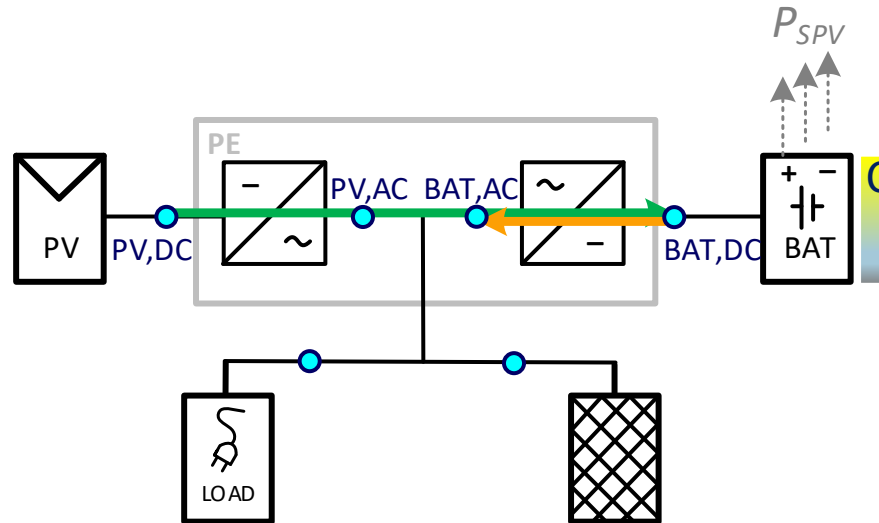 P_SPV
PE
PV,AC
BAT,AC
+ −
PV
PV,DC
BAT,DC
BAT
LOAD